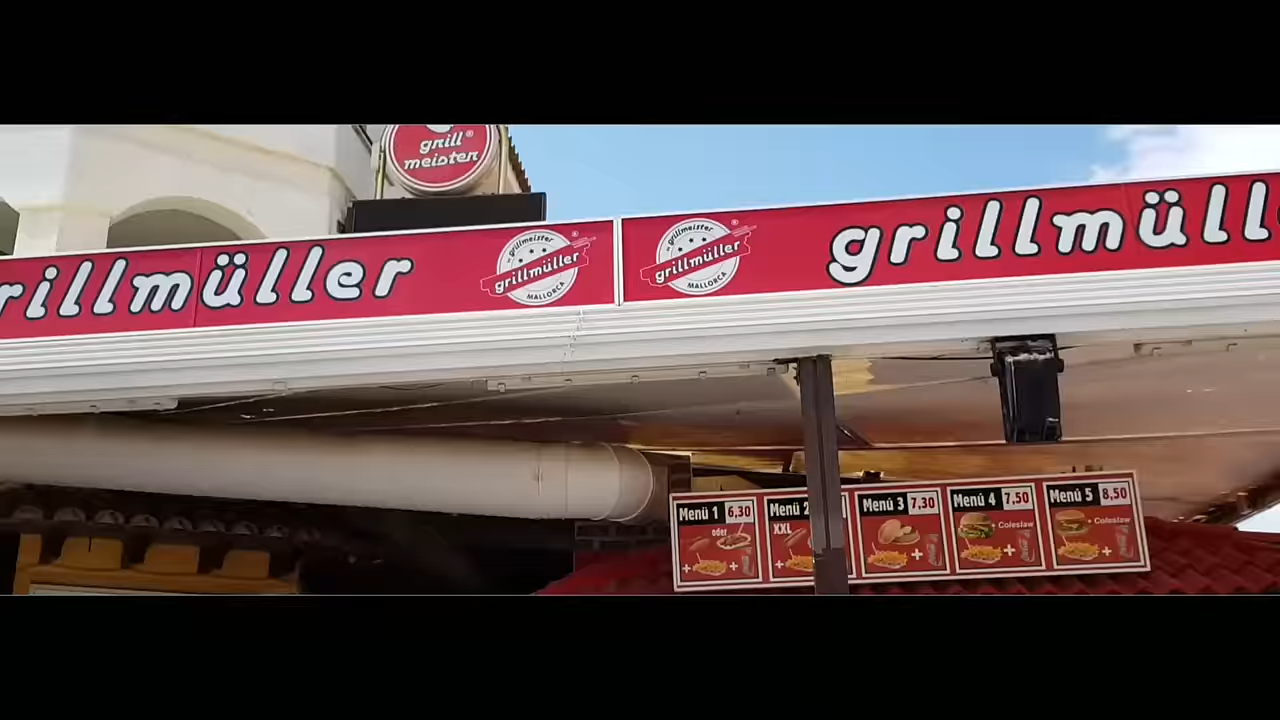 grill®
meister
rillmüller
grillmeister
grillmüller
MALLORCA
grillmeister
grillmüller
MALLORCA
grillmüll
Menü 1 6,30
oder
+ +
Menü 2
XXL
+
Menü 3 7,30
+
Menü 4 7,50
+ Coleslaw
+
Menü 5 8,50
+ Coleslaw
+